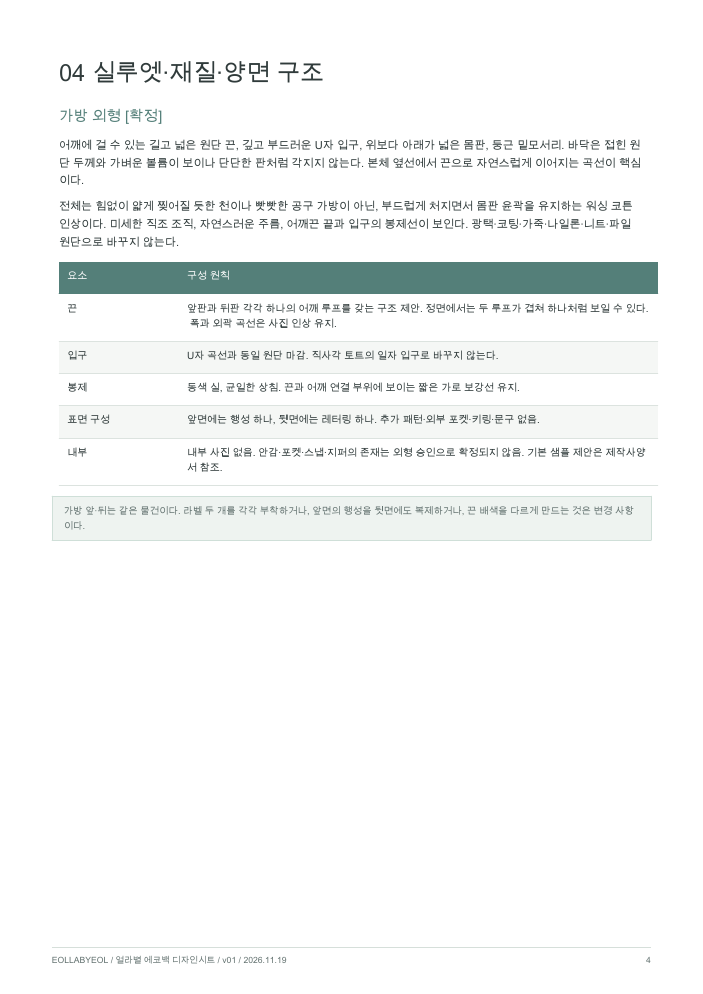 04 실루엣·재질·양면 구조
가방 외형 [확정]
어깨에 걸 수 있는 길고 넓은 원단 끈, 깊고 부드러운 U자 입구, 위보다 아래가 넓은 몸판, 둥근 밑모서리. 바닥은 접힌 원
단 두께와 가벼운 볼륨이 보이나 단단한 판처럼 각지지 않는다. 본체 옆선에서 끈으로 자연스럽게 이어지는 곡선이 핵심
이다.
전체는 힘없이 얇게 찢어질 듯한 천이나 빳빳한 공구 가방이 아닌, 부드럽게 처지면서 몸판 윤곽을 유지하는 워싱 코튼
인상이다. 미세한 직조 조직, 자연스러운 주름, 어깨끈 끝과 입구의 봉제선이 보인다. 광택·코팅·가죽·나일론·니트·파일
원단으로 바꾸지 않는다.
요소 구성 원칙
끈 앞판과 뒤판 각각 하나의 어깨 루프를 갖는 구조 제안. 정면에서는 두 루프가 겹쳐 하나처럼 보일 수 있다.
폭과 외곽 곡선은 사진 인상 유지.
입구 U자 곡선과 동일 원단 마감. 직사각 토트의 일자 입구로 바꾸지 않는다.
봉제 동색 실, 균일한 상침. 끈과 어깨 연결 부위에 보이는 짧은 가로 보강선 유지.
표면 구성 앞면에는 행성 하나, 뒷면에는 레터링 하나. 추가 패턴·외부 포켓·키링·문구 없음.
내부 내부 사진 없음. 안감·포켓·스냅·지퍼의 존재는 외형 승인으로 확정되지 않음. 기본 샘플 제안은 제작사양
서 참조.
가방 앞·뒤는 같은 물건이다. 라벨 두 개를 각각 부착하거나, 앞면의 행성을 뒷면에도 복제하거나, 끈 배색을 다르게 만드는 것은 변경 사항
이다.
EOLLABYEOL / 얼라별 에코백 디자인시트 / v01 / 2026.11.19 4